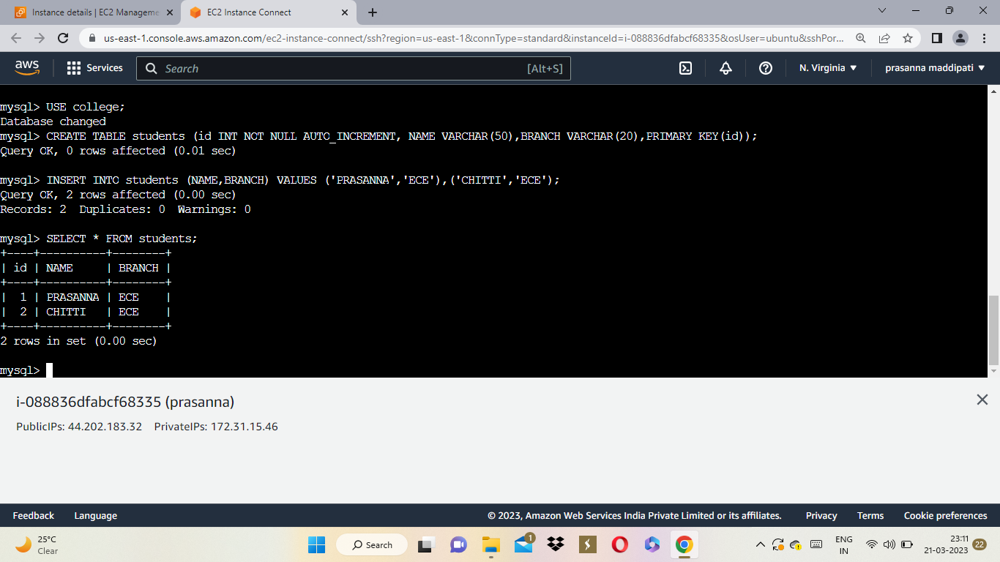 Instance details | EC2 Manageme
EC2 Instance Connect
us-east-1.console.aws.amazon.com/ec2-instance-connect/ssh?region=us-east-1&connType=standard&instanceId=i-088836dfabcf68335&osUser=ubuntu&sshPor...
aws
Services
Search
[Alt+S]
N. Virginia
prasanna maddipati
mysql> USE college;
Database changed
mysql> CREATE TABLE students (id INT NOT NULL AUTO_INCREMENT, NAME VARCHAR(50),BRANCH VARCHAR(20),PRIMARY KEY(id));
Query OK, 0 rows affected (0.01 sec)
mysql> INSERT INTO students (NAME,BRANCH) VALUES ('PRASANNA','ECE'),('CHITTI','ECE');
Query OK, 2 rows affected (0.00 sec)
Records: 2  Duplicates: 0  Warnings: 0
mysql> SELECT * FROM students;
+----+----------+--------+
| id | NAME     | BRANCH |
+----+----------+--------+
|  1 | PRASANNA | ECE    |
|  2 | CHITTI   | ECE    |
+----+----------+--------+
2 rows in set (0.00 sec)
mysql>
i-088836dfabcf68335 (prasanna)
PublicIPs: 44.202.183.32    PrivateIPs: 172.31.15.46
Feedback
Language
© 2023, Amazon Web Services India Private Limited or its affiliates.
Privacy
Terms
Cookie preferences
25°C
Clear
Search
1
ENG
IN
23:11
21-03-2023
22